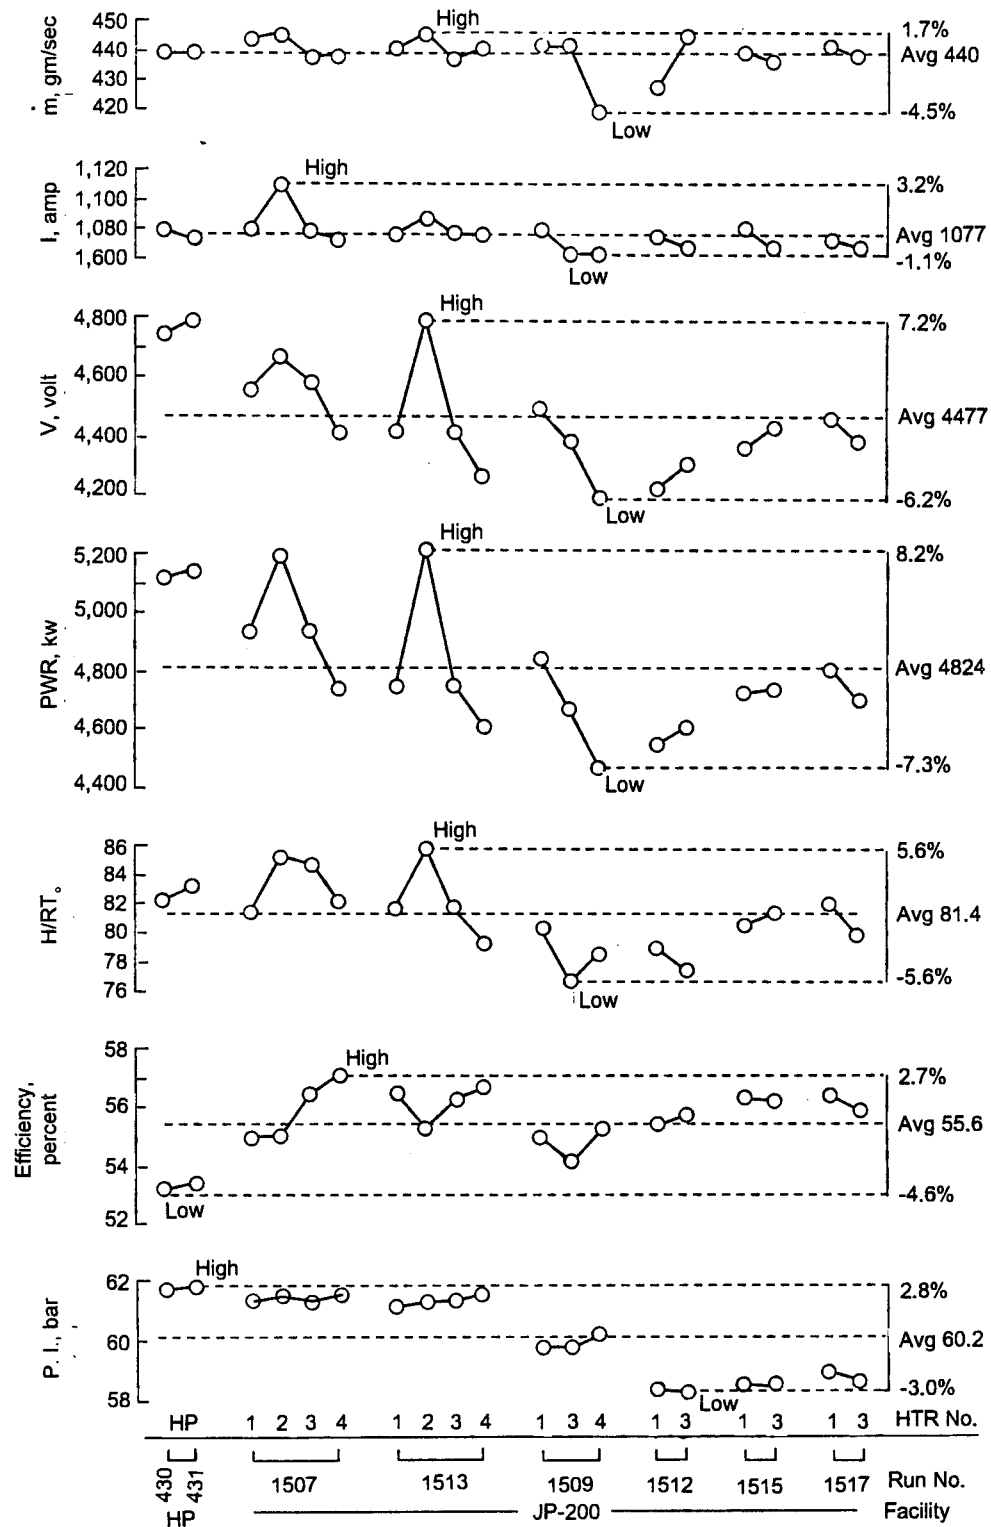 450
440
430
420
ṁ, gm/sec
High
Low
1.7%
Avg 440
-4.5%
1,120
1,100
1,080
1,600
I, amp
High
Low
3.2%
Avg 1077
-1.1%
4,800
4,600
4,400
4,200
V, volt
High
Low
7.2%
Avg 4477
-6.2%
5,200
5,000
4,800
4,600
4,400
PWR, kw
High
Low
8.2%
Avg 4824
-7.3%
86
84
82
80
78
76
H/RT₀
High
Low
5.6%
Avg 81.4
-5.6%
58
56
54
52
Efficiency,
percent
High
Low
2.7%
Avg 55.6
-4.6%
62
60
58
P. I., bar
High
Low
2.8%
Avg 60.2
-3.0%
HP 1 2 3 4 1 2 3 4 1 3 4 1 3 1 3 1 3 HTR No.
430 431 1507 1513 1509 1512 1515 1517 Run No.
HP JP-200 Facility